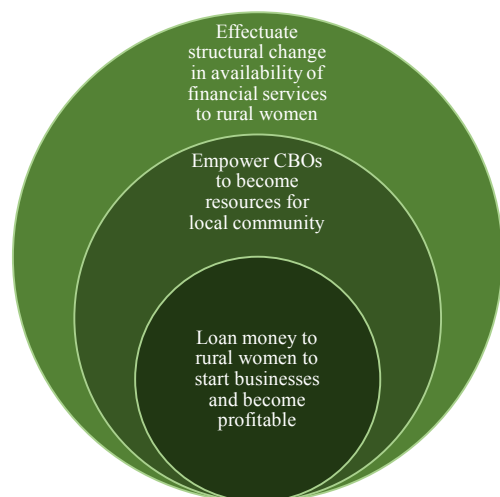 Effectuate
structural change
in availability of
financial services
to rural women
Empower CBOs
to become
resources for
local community
Loan money to
rural women to
start businesses
and become
profitable